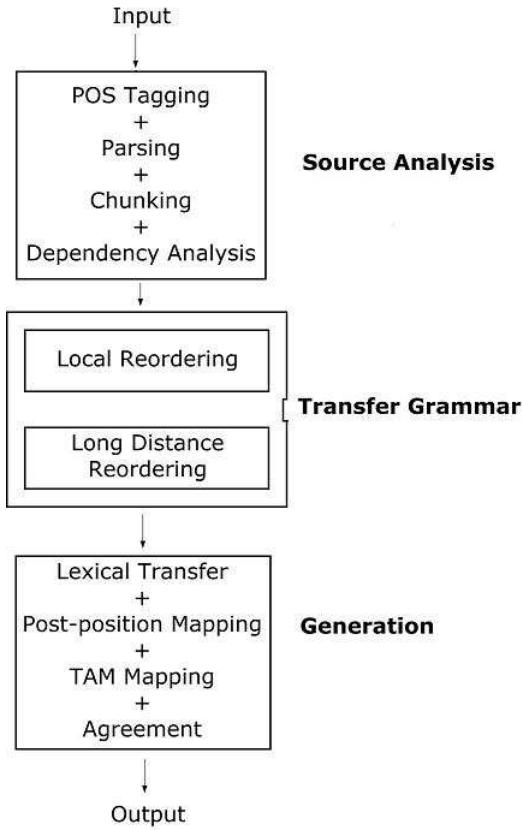 Input
POS Tagging
+
Parsing
+
Chunking
+
Dependency Analysis
Source Analysis
Local Reordering
Long Distance
Reordering
Transfer Grammar
Lexical Transfer
+
Post-position Mapping
+
TAM Mapping
+
Agreement
Generation
Output